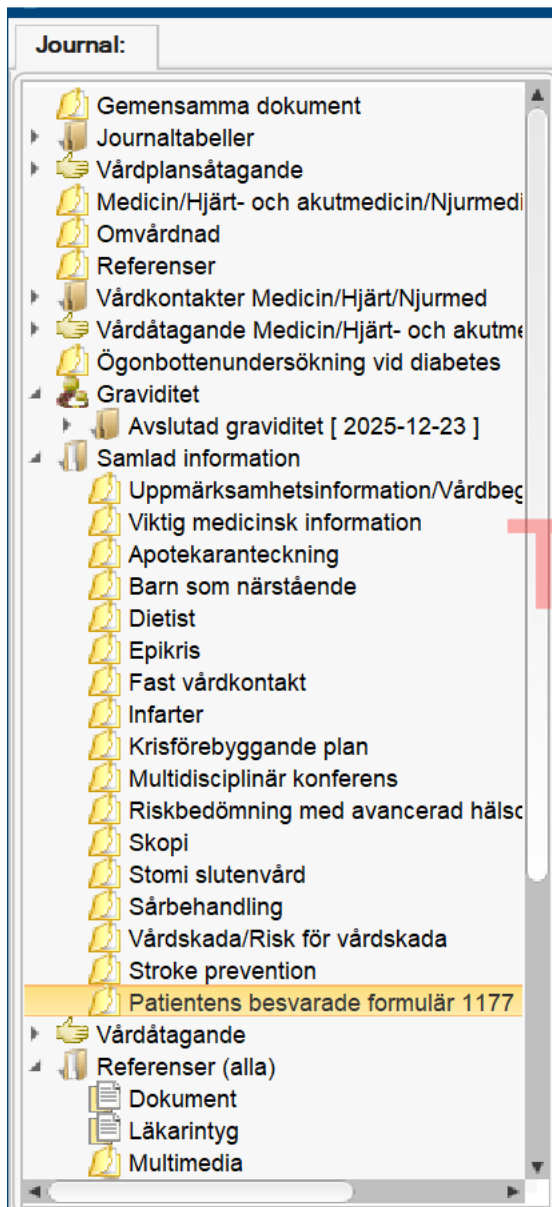 Journal:
Gemensamma dokument
Journaltabeller
Vårdplansåtagande
Medicin/Hjärt- och akutmedicin/Njurmedi
Omvårdnad
Referenser
Vårdkontakter Medicin/Hjärt/Njurmed
Vårdåtagande Medicin/Hjärt- och akutme
Ögonbottenundersökning vid diabetes
Graviditet
Avslutad graviditet [ 2025-12-23 ]
Samlad information
Uppmärksamhetsinformation/Vårdbeg
Viktig medicinsk information
Apotekaranteckning
Barn som närstående
Dietist
Epikris
Fast vårdkontakt
Infarter
Krisförebyggande plan
Multidisciplinär konferens
Riskbedömning med avancerad hälso
Skopi
Stomi slutenvård
Sårbehandling
Vårdskada/Risk för vårdskada
Stroke prevention
Patientens besvarade formulär 1177
Vårdåtagande
Referenser (alla)
Dokument
Läkarintyg
Multimedia